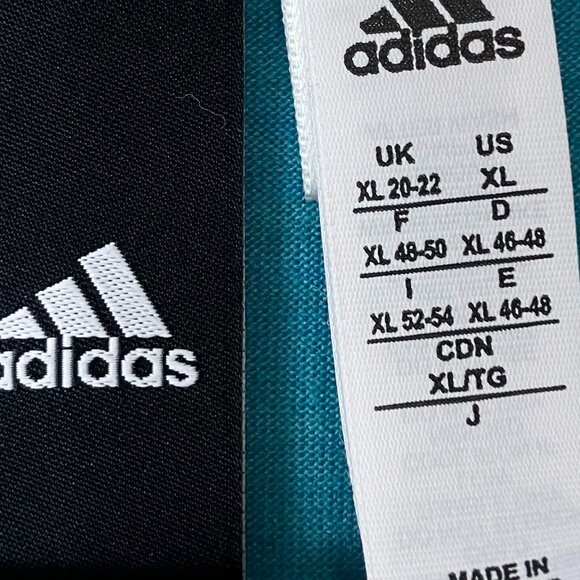 adidas
adidas
UK US
XL 20-22 XL
F D
XL 48-50 XL 46-48
I E
XL 52-54 XL 46-48
CDN
XL/TG
J
MADE IN